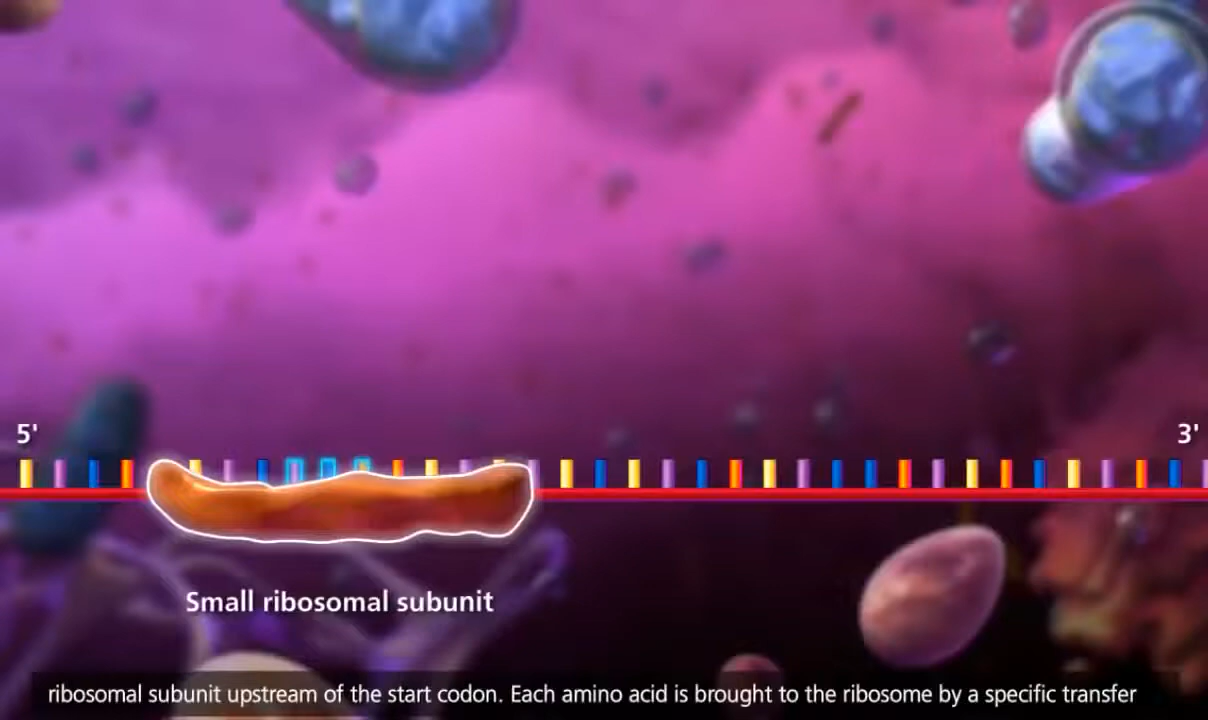 5'
3'
Small ribosomal subunit
ribosomal subunit upstream of the start codon. Each amino acid is brought to the ribosome by a specific transfer